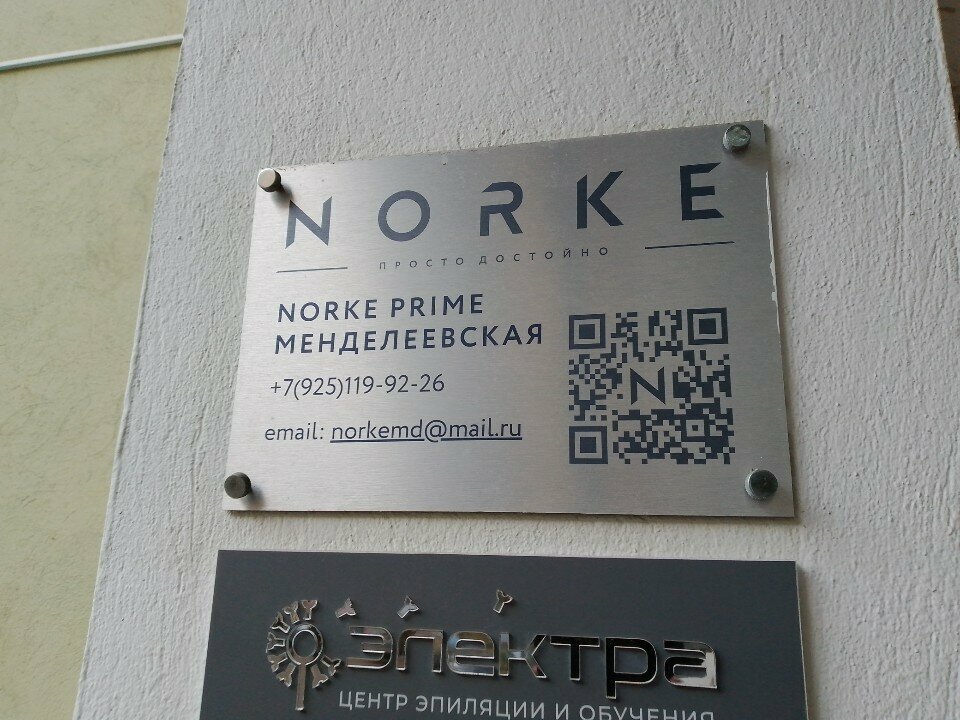 NORKE
ПРОСТО ДОСТОЙНО
NORKE PRIME
МЕНДЕЛЕЕВСКАЯ
+7(925)119-92-26
email: norkemd@mail.ru
N
электра
ЦЕНТР ЭПИЛЯЦИИ И ОБУЧЕНИЯ